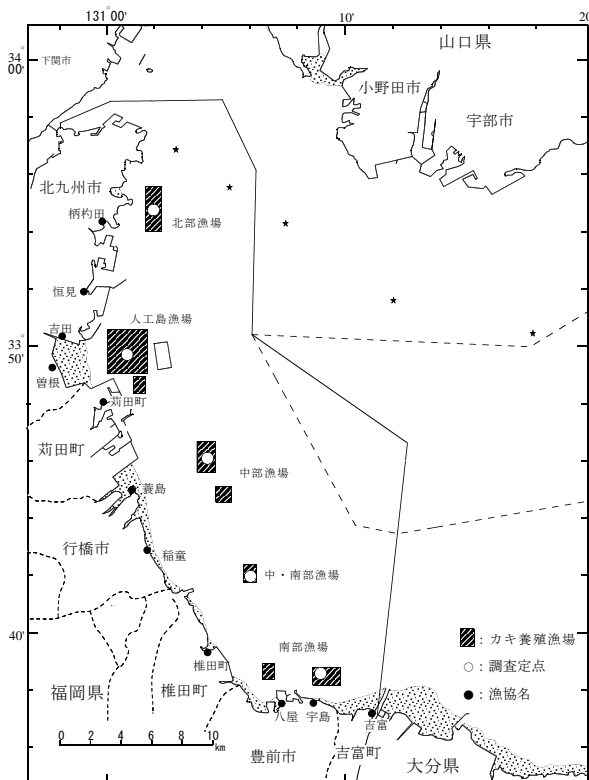 131° 00′
10′
20
34° 00′
山口県
下関市
小野田市
宇部市
北九州市
柄杓田
北部漁場
恒見
人工島漁場
吉田
33° 50′
曽根
苅田町
苅田町
中部漁場
蓑島
行橋市
稲童
中・南部漁場
40′
南部漁場
：カキ養殖漁場
：調査定点
：漁協名
椎田町
福岡県
椎田町
八屋
宇島
吉富
0 2 4 6 8 10
km
豊前市
吉富町
大分県